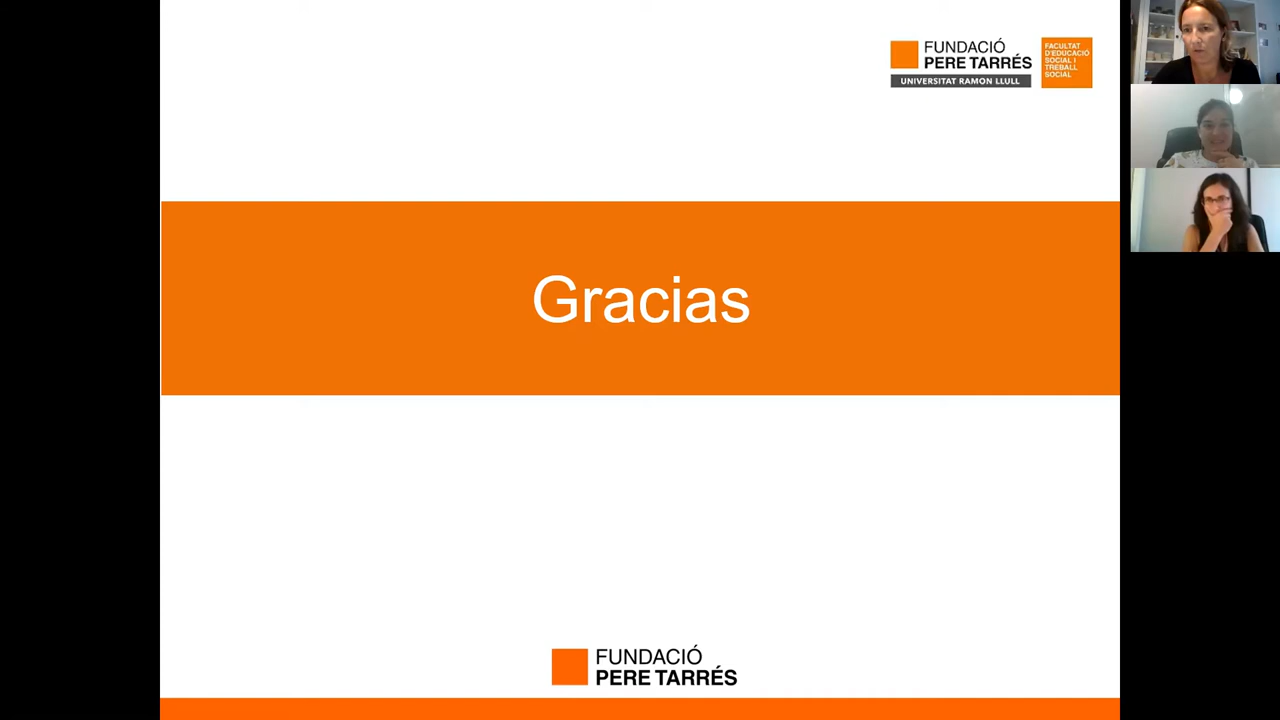 FUNDACIÓ
PERE TARRÉS
UNIVERSITAT RAMON LLULL
FACULTAT
D'EDUCACIÓ
SOCIAL I
TREBALL
SOCIAL
Gracias
FUNDACIÓ
PERE TARRÉS